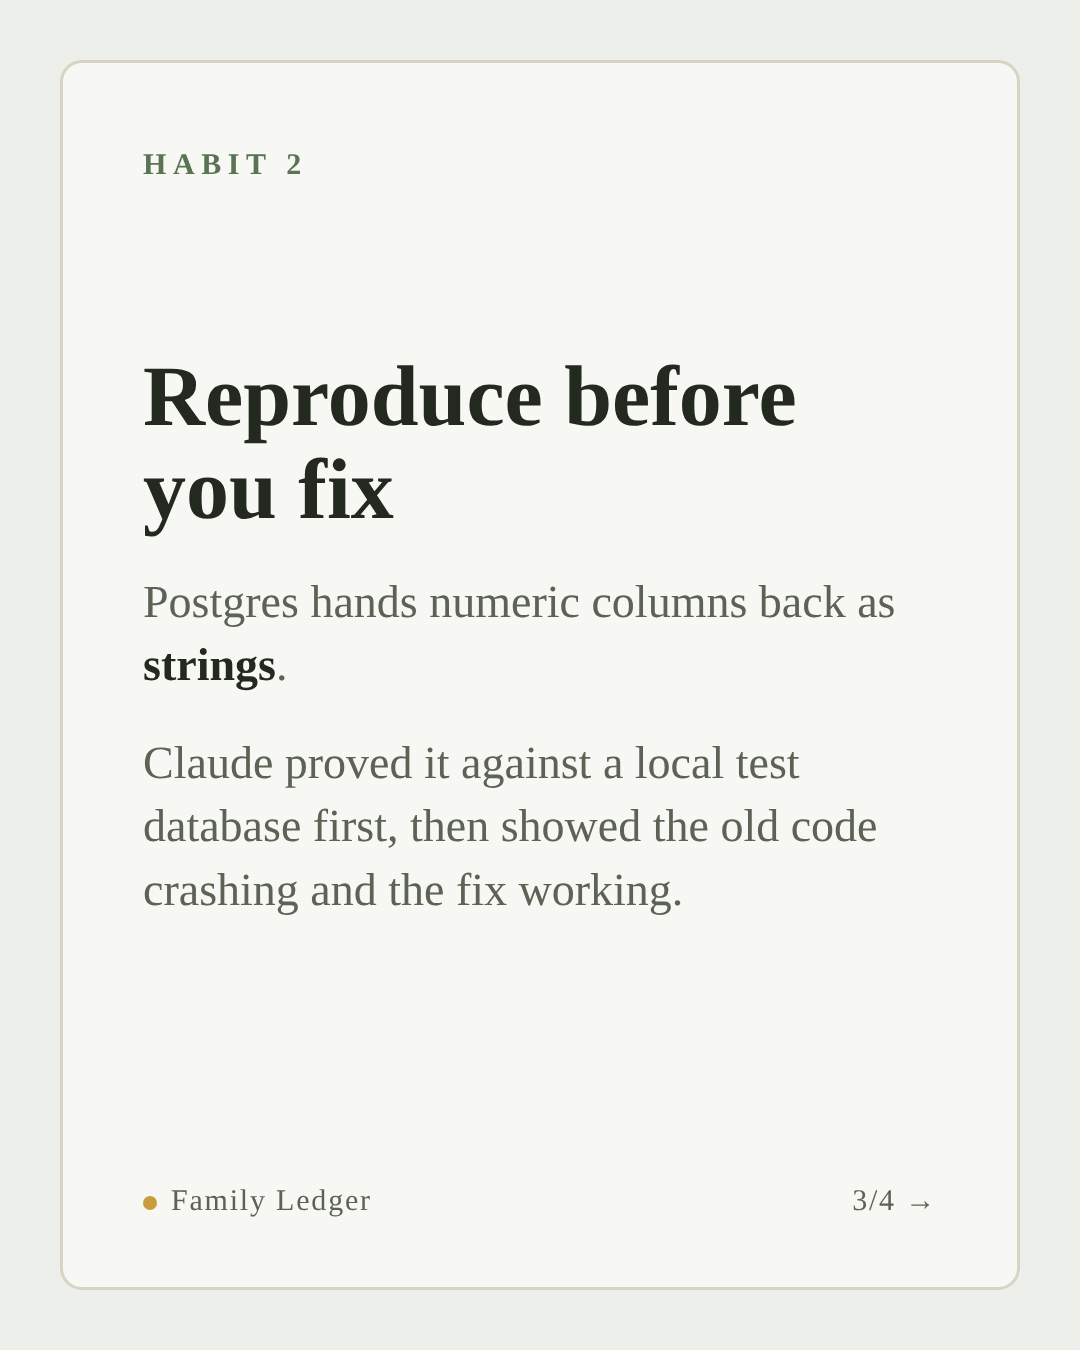 HABIT 2
Reproduce before
you fix
Postgres hands numeric columns back as
strings.
Claude proved it against a local test
database first, then showed the old code
crashing and the fix working.
Family Ledger
3/4 →